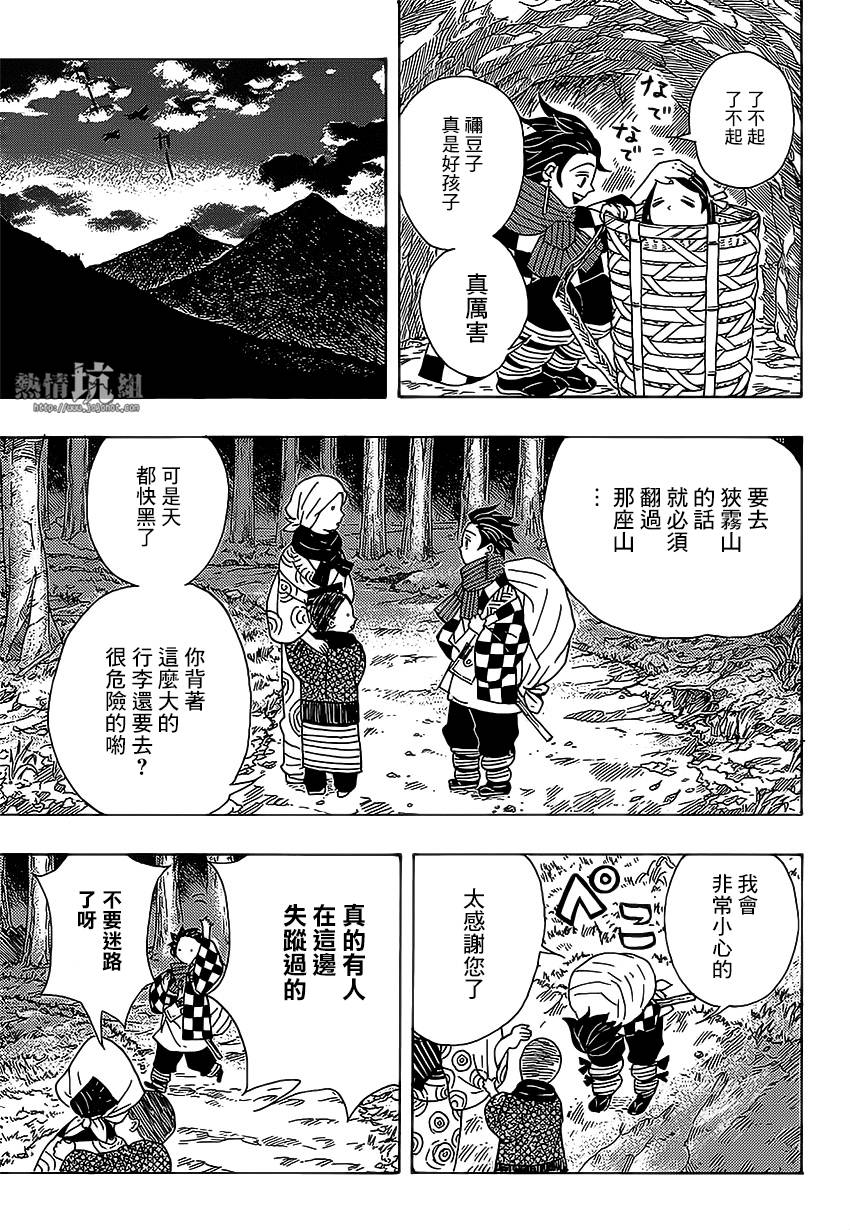 了不起
了不起
なでなで
禰豆子
真是好孩子
真厲害
熱情坑組
要去
狹霧山
的話
就必須
翻過
那座山
…
可是天
都快黑了
你背著
這麼大的
行李還要去?
很危險的喲
我會
非常小心的
ペコ
太感謝您了
真的有人
在這邊
失蹤過的
不要迷路
了呀